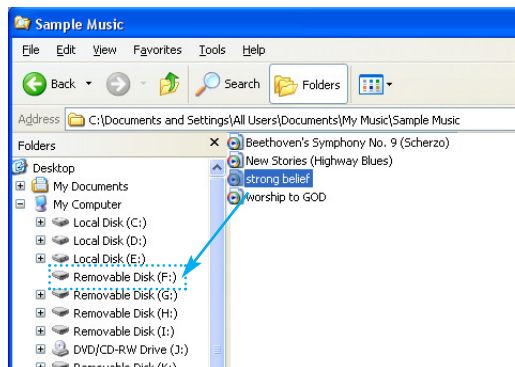 Sample Music
File Edit View Favorites Tools Help
Back Search Folders
Address C:\Documents and Settings\All Users\Documents\My Music\Sample Music
Folders
Beethoven's Symphony No. 9 (Scherzo)
New Stories (Highway Blues)
strong belief
worship to GOD
Desktop
My Documents
My Computer
Local Disk (C:)
Local Disk (D:)
Local Disk (E:)
Removable Disk (F:)
Removable Disk (G:)
Removable Disk (H:)
Removable Disk (I:)
DVD/CD-RW Drive (J:)
Removable Disk (K:)